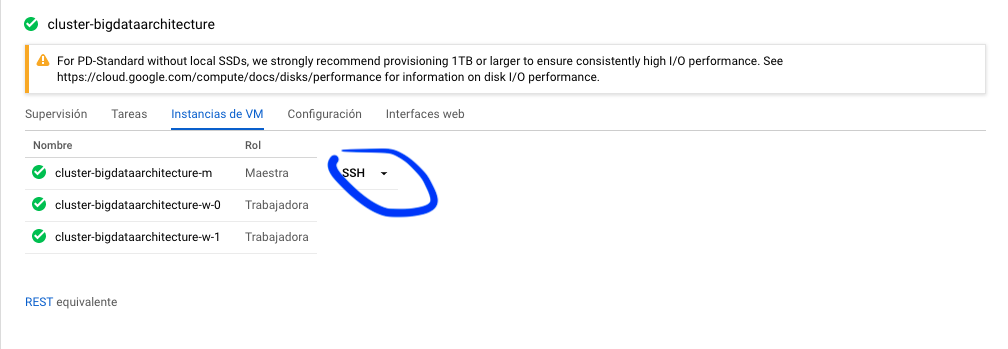 cluster-bigdataarchitecture
For PD-Standard without local SSDs, we strongly recommend provisioning 1TB or larger to ensure consistently high I/O performance. See
https://cloud.google.com/compute/docs/disks/performance for information on disk I/O performance.
Supervisión Tareas Instancias de VM Configuración Interfaces web
Nombre Rol
cluster-bigdataarchitecture-m Maestra SSH
cluster-bigdataarchitecture-w-0 Trabajadora
cluster-bigdataarchitecture-w-1 Trabajadora
REST equivalente